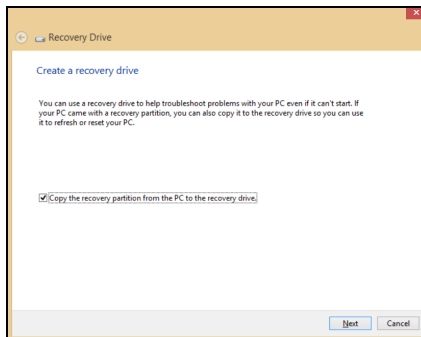 Recovery Drive
Create a recovery drive
You can use a recovery drive to help troubleshoot problems with your PC even if it can't start. If
your PC came with a recovery partition, you can also copy it to the recovery drive so you can use
it to refresh or reset your PC.
Copy the recovery partition from the PC to the recovery drive.
Next Cancel